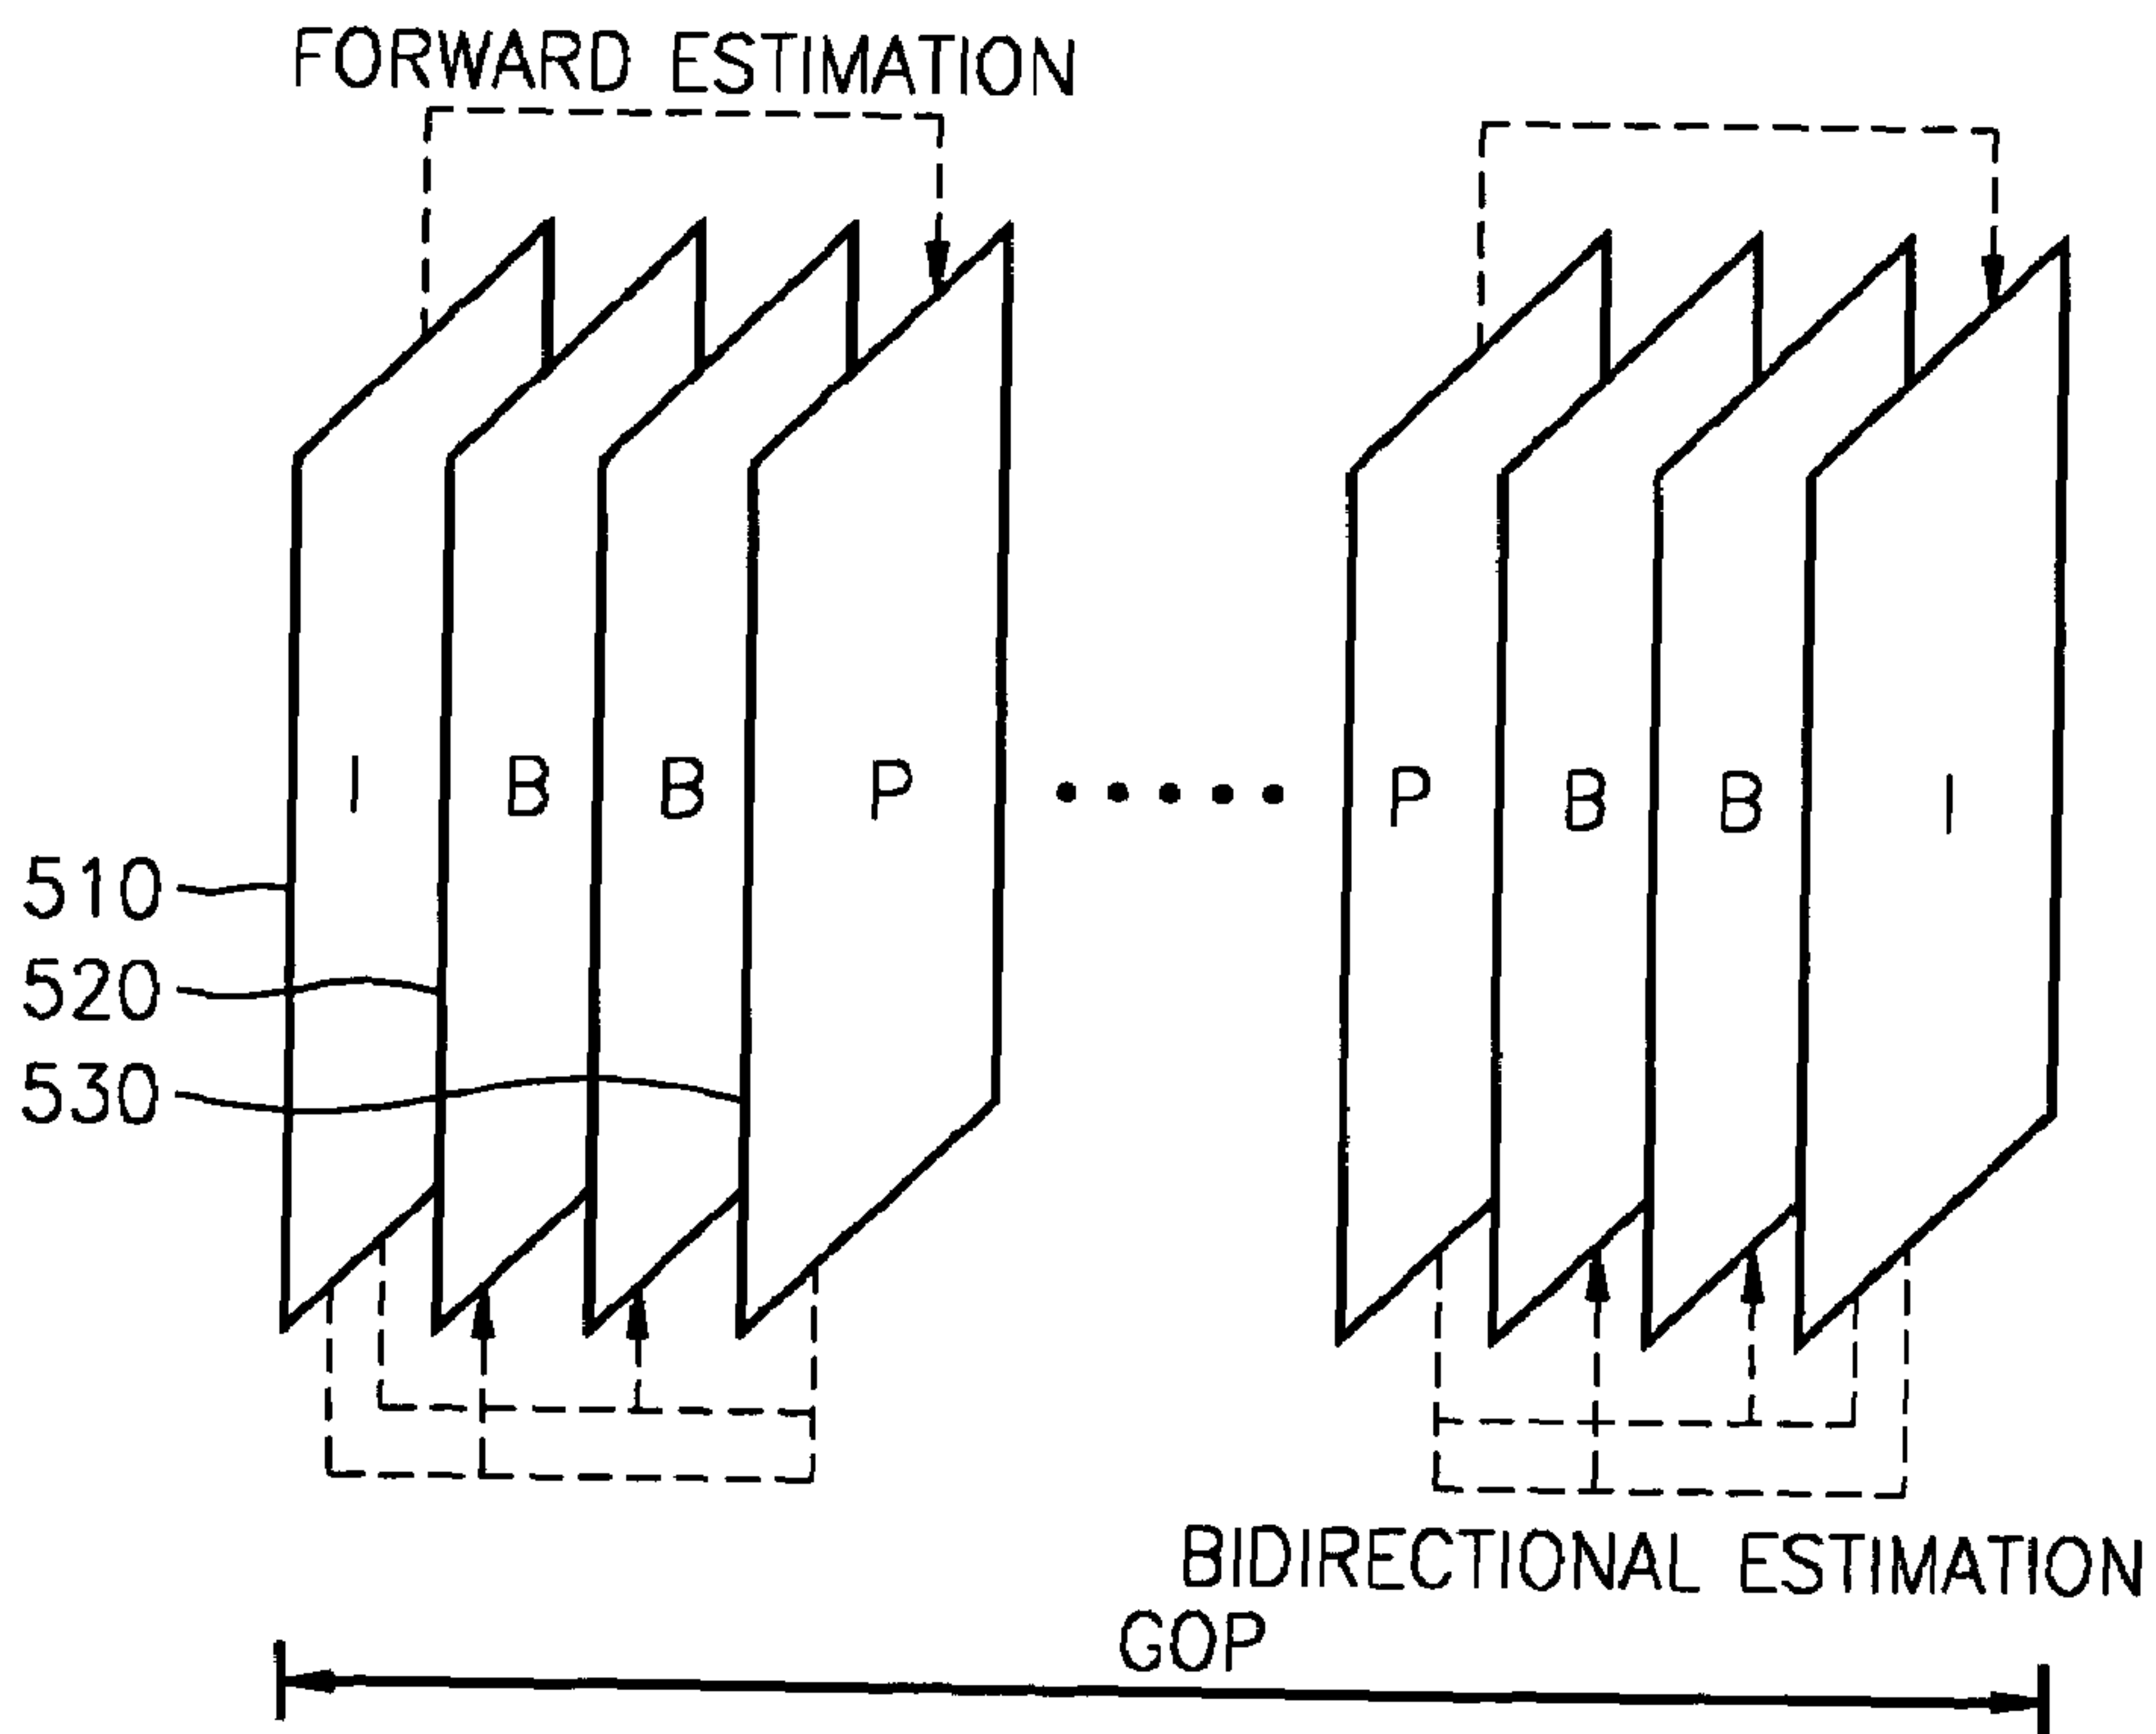 FORWARD ESTIMATION
I B B P ..... P B B I
510
520
530
BIDIRECTIONAL ESTIMATION
GOP